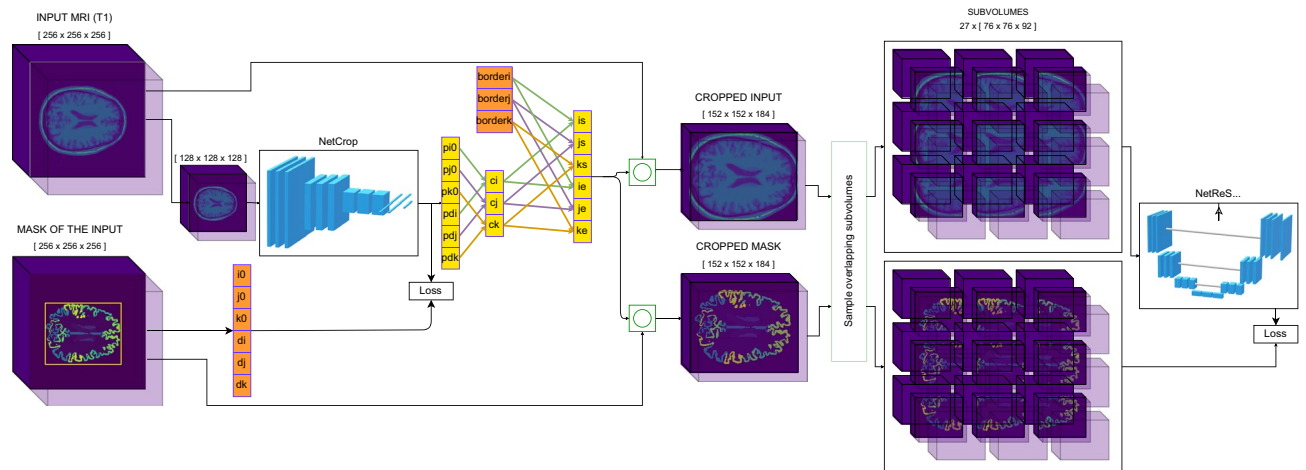 INPUT MRI (T1)
[ 256 x 256 x 256 ]
MASK OF THE INPUT
[ 256 x 256 x 256 ]
[ 128 x 128 x 128 ]
NetCrop
i0
j0
k0
di
dj
dk
Loss
pi0
pj0
pk0
pdi
pdj
pdk
ci
cj
ck
borderi
borderj
borderk
is
js
ks
ie
je
ke
CROPPED INPUT
[ 152 x 152 x 184 ]
CROPPED MASK
[ 152 x 152 x 184 ]
Sample overlapping subvolumes
SUBVOLUMES
27 x [ 76 x 76 x 92 ]
NetReS...
Loss